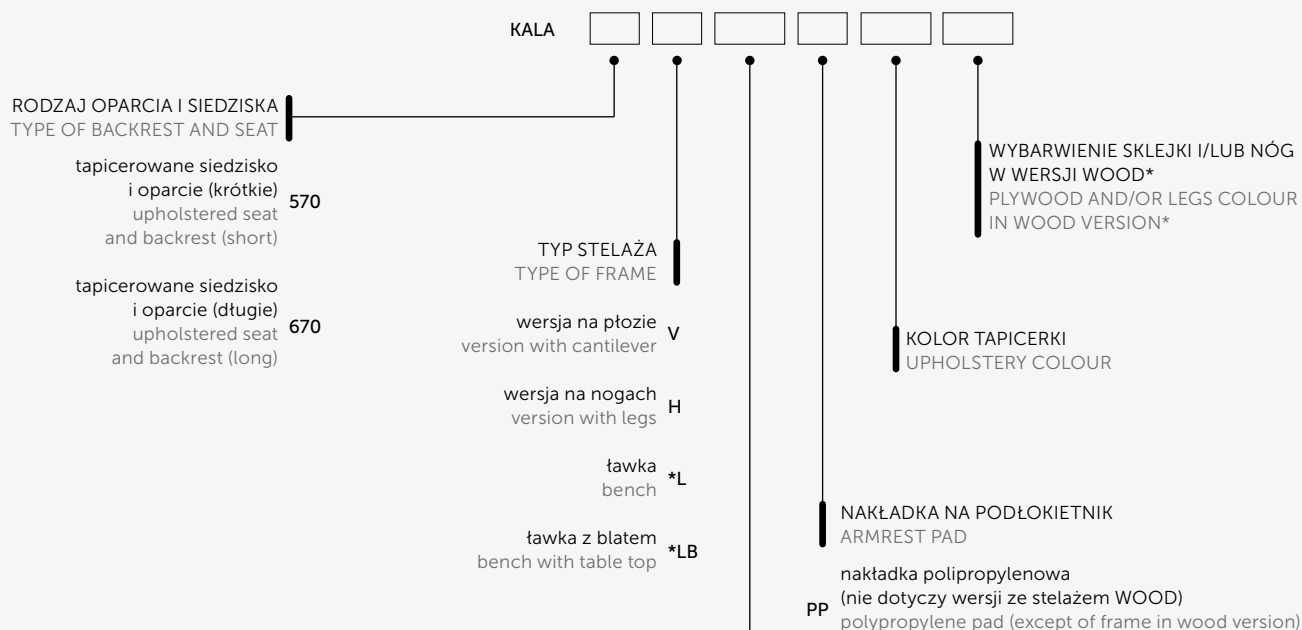 KALA
RODZAJ OPARCIA I SIEDZISKA
TYPE OF BACKREST AND SEAT
tapicerowane siedzisko
i oparcie (krótkie)
570
upholstered seat
and backrest (short)
tapicerowane siedzisko
i oparcie (długie)
670
upholstered seat
and backrest (long)
TYP STELAŻA
TYPE OF FRAME
wersja na płozie
V
version with cantilever
wersja na nogach
H
version with legs
ławka
*L
bench
ławka z blatem
*LB
bench with table top
NAKŁADKA NA PODŁOKIETNIK
ARMREST PAD
nakładka polipropylenowa
(nie dotyczy wersji ze stelażem WOOD)
PP
polypropylene pad (except of frame in wood version)
KOLOR TAPICERKI
UPHOLSTERY COLOUR
WYBARWIENIE SKLEJKI I/LUB NÓG
W WERSJI WOOD*
PLYWOOD AND/OR LEGS COLOUR
IN WOOD VERSION*